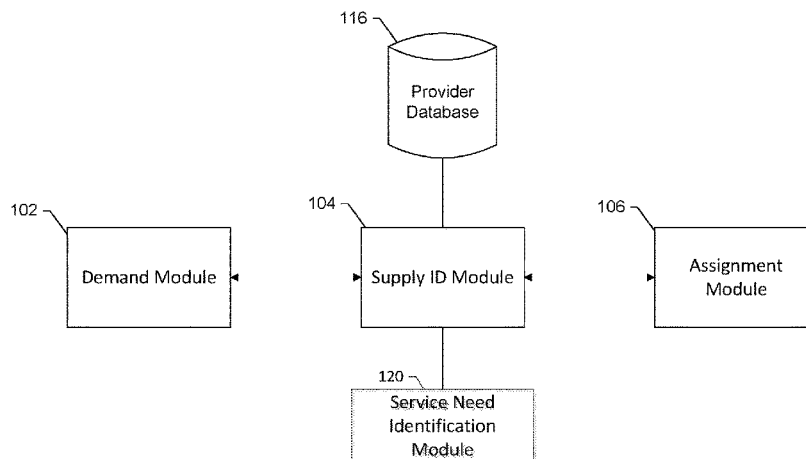 116
Provider
Database
102
104
106
Demand Module
Supply ID Module
Assignment
Module
120
Service Need
Identification
Module